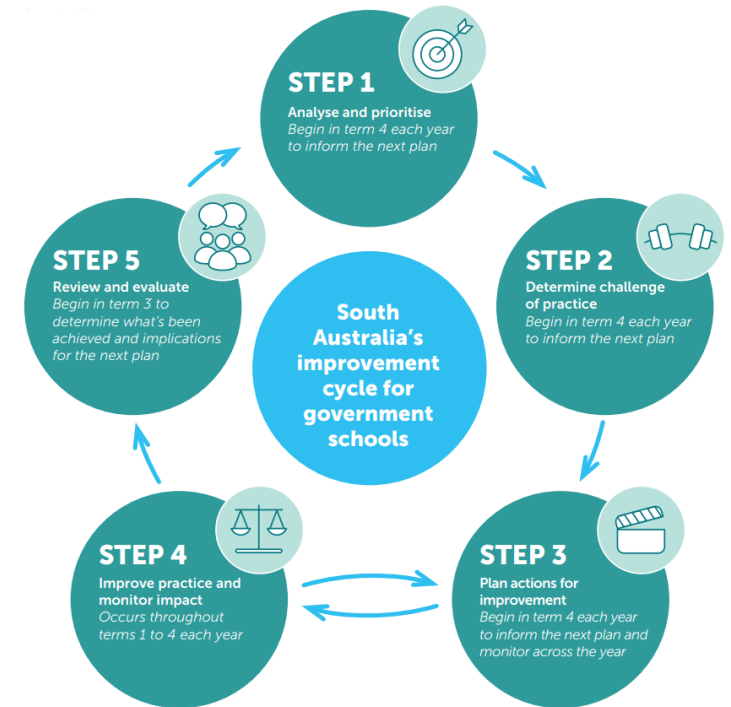 STEP 1
Analyse and prioritise
Begin in term 4 each year
to inform the next plan
STEP 2
Determine challenge
of practice
Begin in term 4 each year
to inform the next plan
STEP 3
Plan actions for
improvement
Begin in term 4 each year
to inform the next plan and
monitor across the year
STEP 4
Improve practice and
monitor impact
Occurs throughout
terms 1 to 4 each year
STEP 5
Review and evaluate
Begin in term 3 to
determine what's been
achieved and implications
for the next plan
South
Australia's
improvement
cycle for
government
schools